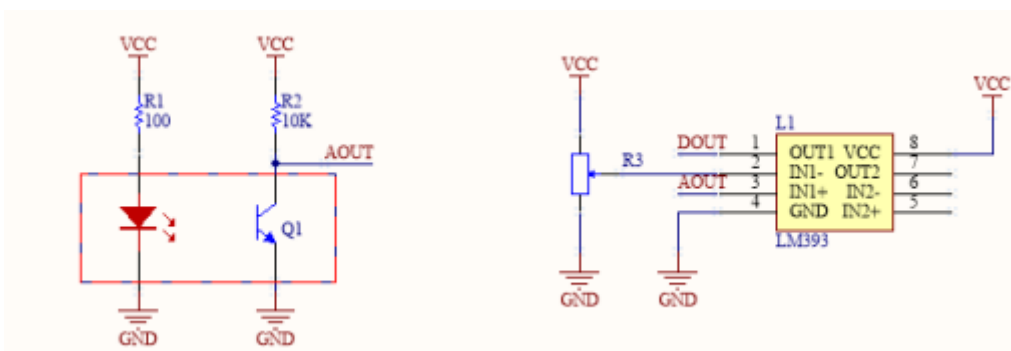 VCC
R1
100
GND
VCC
R2
10K
AOUT
Q1
GND
VCC
R3
GND
DOUT
AOUT
GND
L1
1
2
3
4
OUT1 VCC
IN1- OUT2
IN1+ IN2-
GND IN2+
8
7
6
5
LM393
VCC